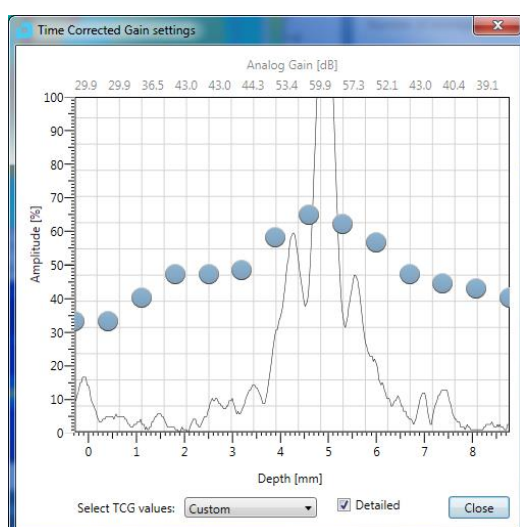 Time Corrected Gain settings
Analog Gain [dB]
29.9 29.9 36.5 43.0 43.0 44.3 53.4 59.9 57.3 52.1 43.0 40.4 39.1
100
90
80
70
60
50
40
30
20
10
0
Amplitude [%]
0 1 2 3 4 5 6 7 8
Depth [mm]
Select TCG values: Custom Detailed Close